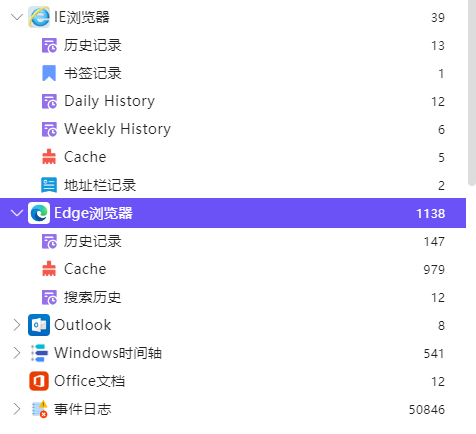 IE浏览器 39
历史记录 13
书签记录 1
Daily History 12
Weekly History 6
Cache 5
地址栏记录 2
Edge浏览器 1138
历史记录 147
Cache 979
搜索历史 12
Outlook 8
Windows时间轴 541
Office文档 12
事件日志 50846